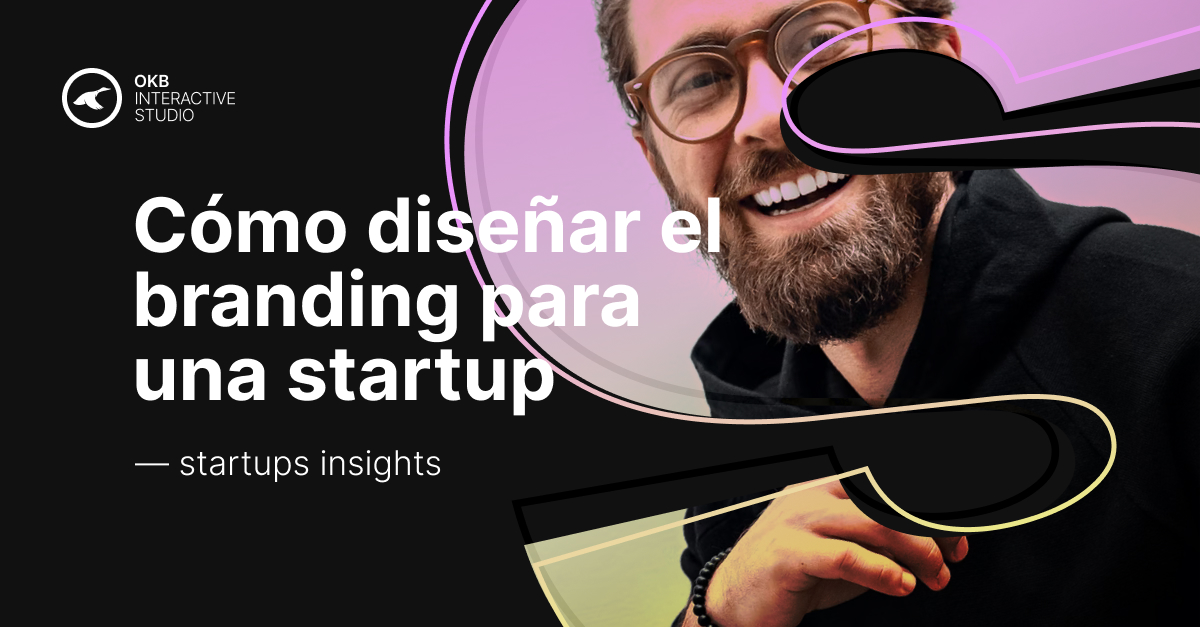 OKB
INTERACTIVE
STUDIO
Cómo diseñar el
branding para
una startup
— startups insights